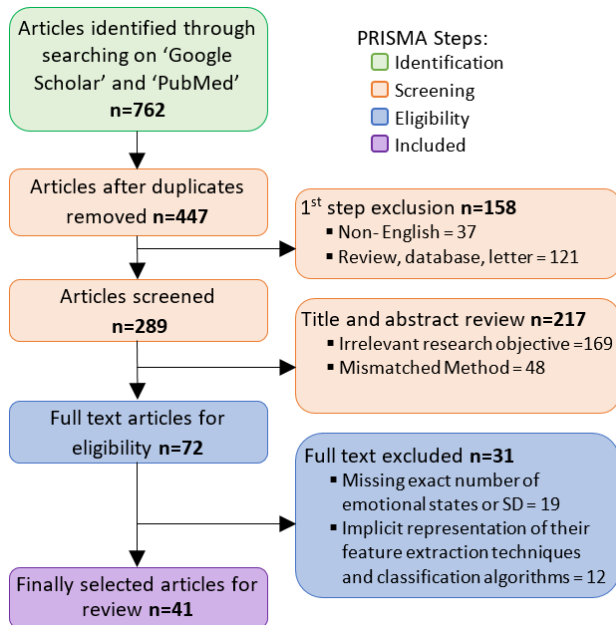 Articles identified through
searching on ‘Google
Scholar’ and ‘PubMed’
n=762
PRISMA Steps:
Identification
Screening
Eligibility
Included
Articles after duplicates
removed n=447
1st step exclusion n=158
▪ Non- English = 37
▪ Review, database, letter = 121
Articles screened
n=289
Title and abstract review n=217
▪ Irrelevant research objective =169
▪ Mismatched Method = 48
Full text articles for
eligibility n=72
Full text excluded n=31
▪ Missing exact number of
emotional states or SD = 19
▪ Implicit representation of their
feature extraction techniques
and classification algorithms = 12
Finally selected articles for
review n=41